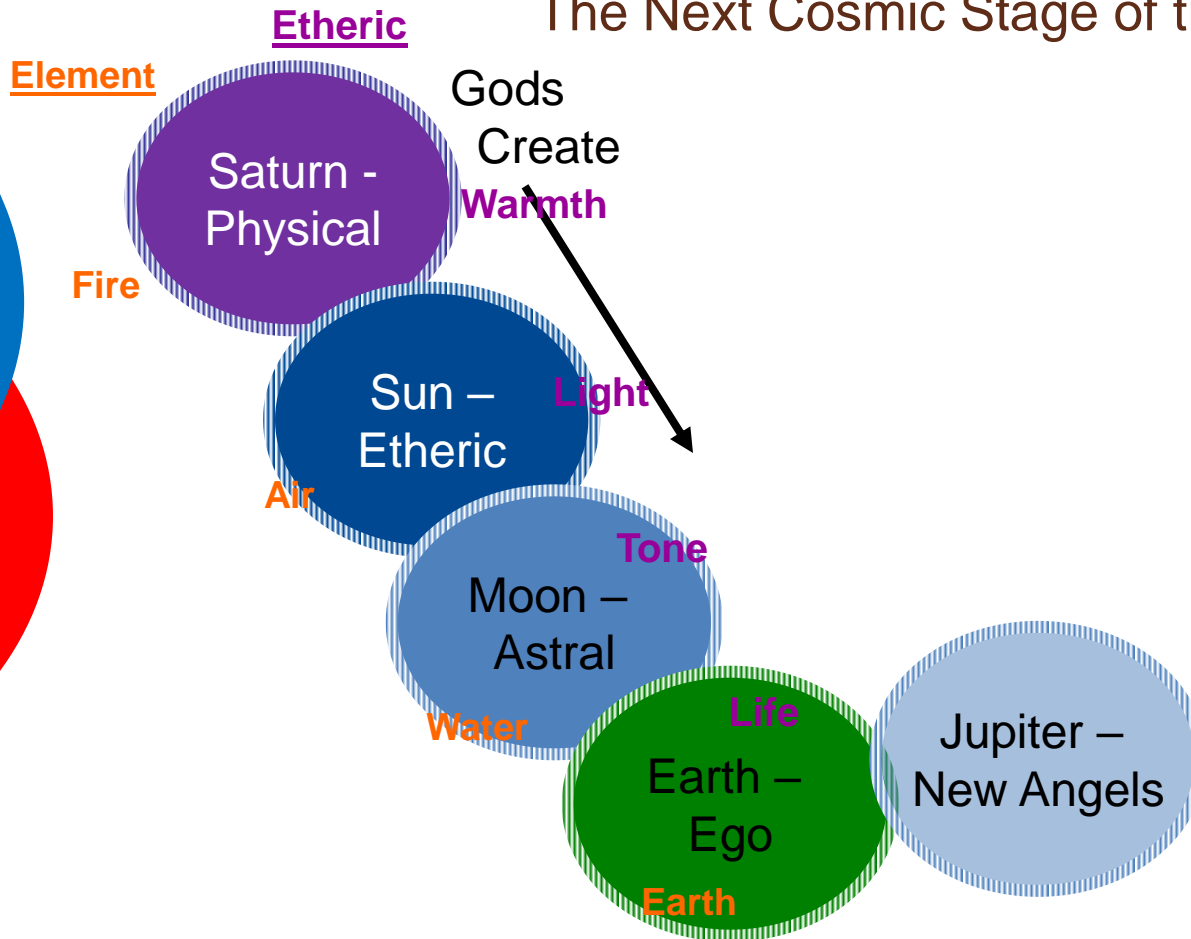 The Next Cosmic Stage of t
Etheric
Element
Gods
Create
Saturn -
Physical
Warmth
Fire
Sun –
Etheric
Light
Air
Tone
Moon –
Astral
Water
Life
Earth –
Ego
Earth
Jupiter –
New Angels